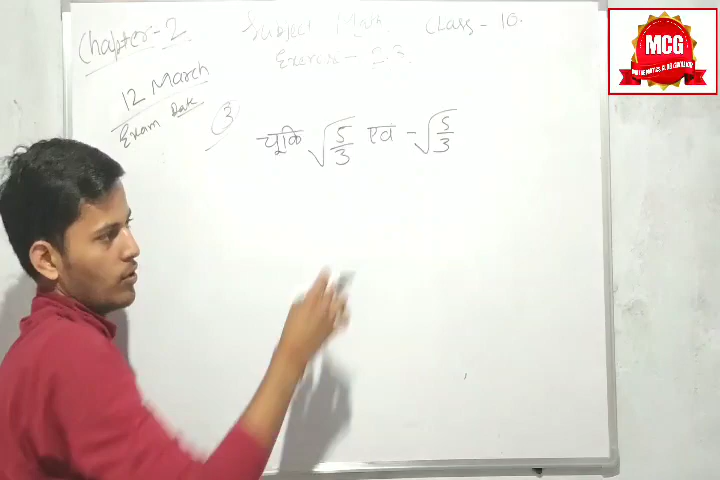 Chapter-2 Subject Math Class - 10.
Exercise - 2.3
12 March
Exam Date
③ चूकि √5/3 एवं -√5/3
MCG